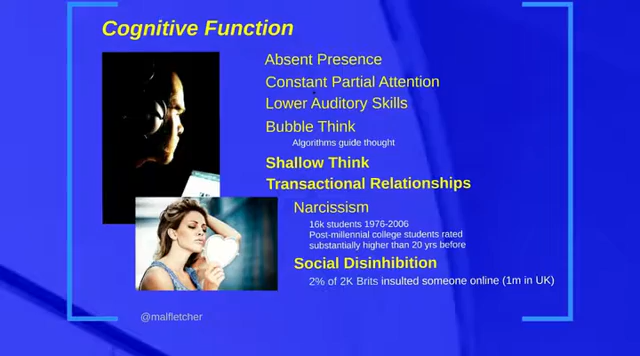 Cognitive Function
Absent Presence
Constant Partial Attention
Lower Auditory Skills
Bubble Think
Algorithms guide thought
Shallow Think
Transactional Relationships
Narcissism
16k students 1976-2006
Post-millennial college students rated
substantially higher than 20 yrs before
Social Disinhibition
2% of 2K Brits insulted someone online (1m in UK)
@malfletcher